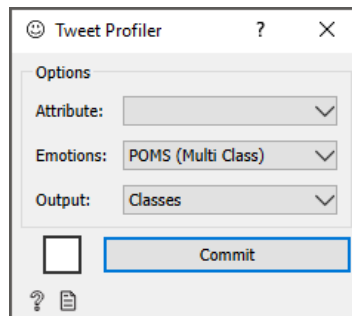 Tweet Profiler ?
Options
Attribute:
Emotions: POMS (Multi Class)
Output: Classes
Commit
?